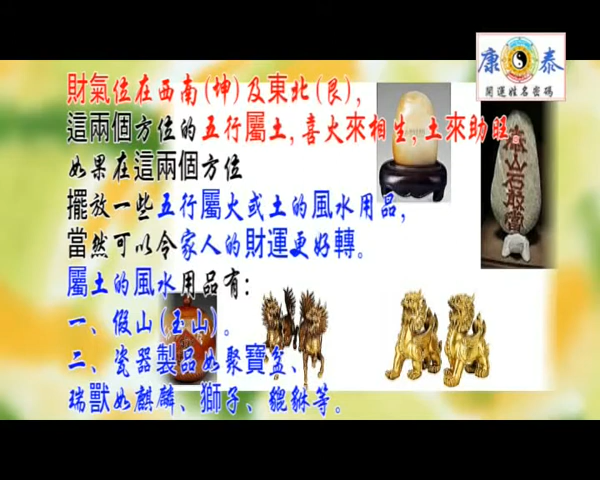 康 泰
開運姓名密碼
財氣位在西南(坤)及東北(艮),
這兩個方位的五行屬土,喜火來相生,土來助旺
如果在這兩個方位
擺放一些五行屬火或土的風水用品,
當然可以令家人的財運更好轉。
屬土的風水用品有:
一、假山(玉山)。
二、瓷器製品如聚寶盆、
瑞獸如麒麟、獅子、貔貅等。